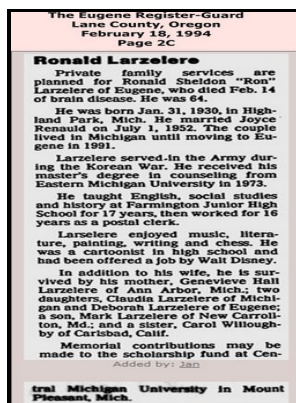 The Eugene Register-Guard
Lane County, Oregon
February 18, 1994
Page 2C
Ronald Larzelere
Private family services are
planned for Ronald Sheldon "Ron"
Larzelere of Eugene, who died Feb. 14
of brain disease. He was 64.
He was born Jan. 31, 1930, in High-
land Park, Mich. He married Joyce
Renauld on July 1, 1952. The couple
lived in Michigan until moving to Eu-
gene in 1991.
Larzelere served in the Army dur-
ing the Korean War. He received his
master's degree in counseling from
Eastern Michigan University in 1973.
He taught English, social studies
and history at Farmington Junior High
School for 17 years, then worked for 16
years as a postal clerk.
Larselere enjoyed music, litera-
ture, painting, writing and chess. He
was a cartoonist in high school and
had been offered a job by Walt Disney.
In addition to his wife, he is sur-
vived by his mother, Genevieve Hall
Larzelere of Ann Arbor, Mich.; two
daughters, Claudia Larzelere of Michi-
gan and Deborah Larzelere of Eugene;
a son, Mark Larzelere of New Carroll-
ton, Md.; and a sister, Carol Willough-
by of Carlsbad, Calif.
Memorial contributions may be
made to the scholarship fund at Cen-
Added by: Jan
tral Michigan University in Mount
Pleasant, Mich.